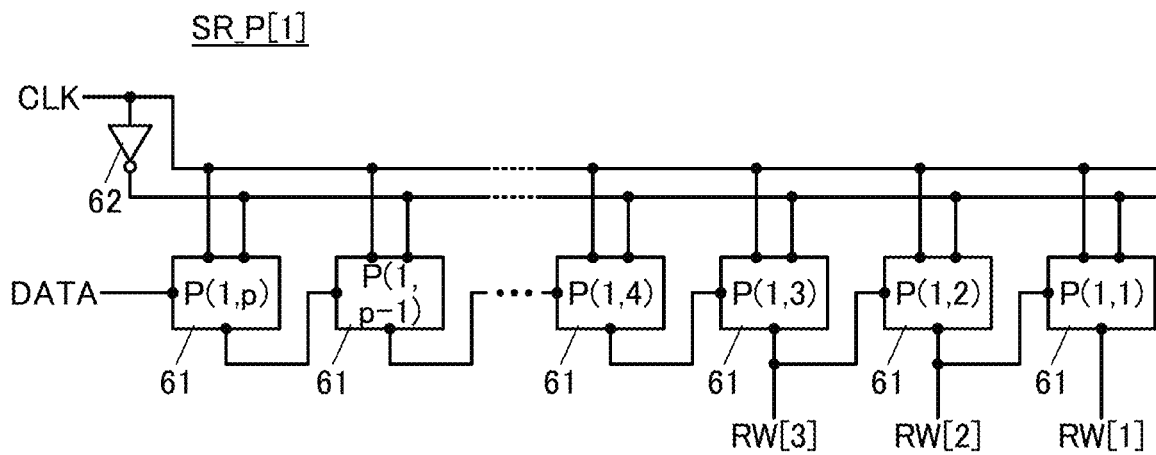 SR_P[1]
CLK
62
DATA
P(1,p)
P(1,
p-1)
P(1,4)
P(1,3)
P(1,2)
P(1,1)
61
61
61
61
61
61
RW[3]
RW[2]
RW[1]